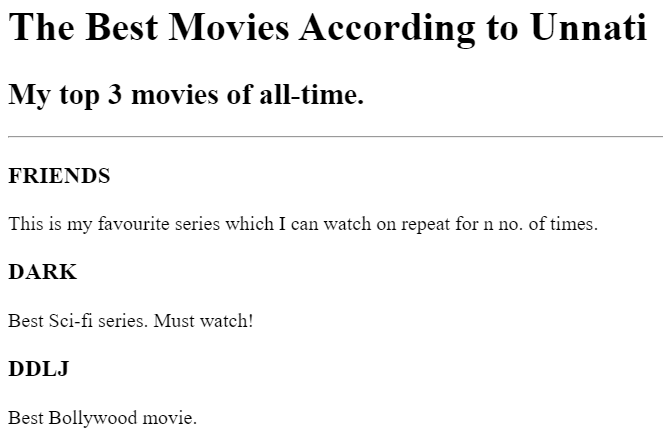 The Best Movies According to Unnati
My top 3 movies of all-time.
FRIENDS
This is my favourite series which I can watch on repeat for n no. of times.
DARK
Best Sci-fi series. Must watch!
DDLJ
Best Bollywood movie.